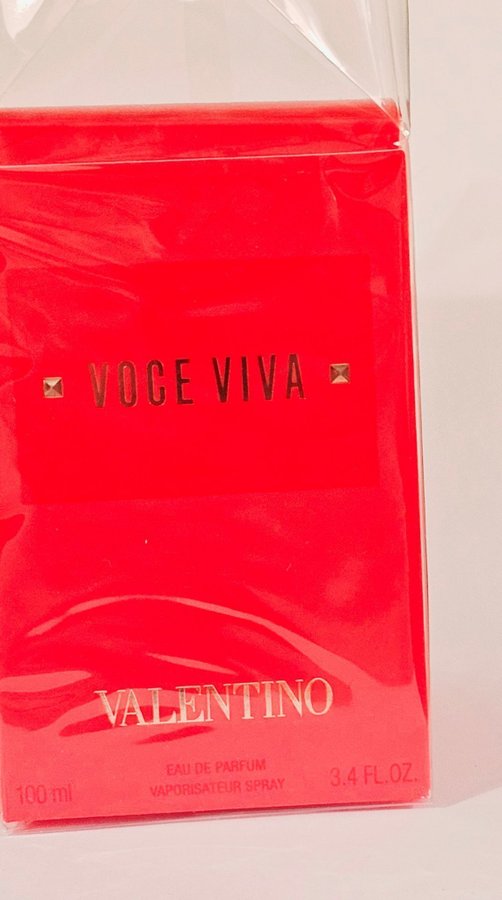 VOCE VIVA
VALENTINO
EAU DE PARFUM
VAPORISATEUR SPRAY
100 ml
3.4 FL.OZ.